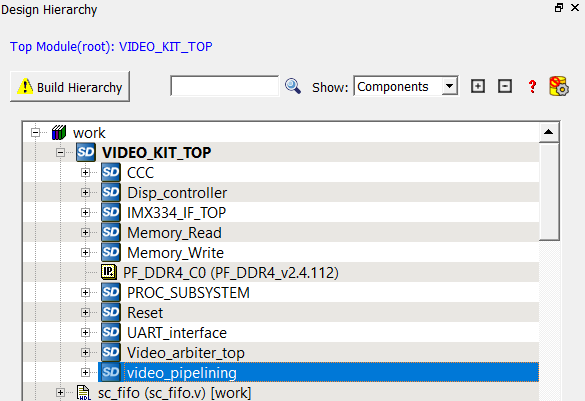 Design Hierarchy
Top Module(root): VIDEO_KIT_TOP
Build Hierarchy Show: Components
work
SD VIDEO_KIT_TOP
SD CCC
SD Disp_controller
SD IMX334_IF_TOP
SD Memory_Read
SD Memory_Write
IP PF_DDR4_C0 (PF_DDR4_v2.4.112)
SD PROC_SUBSYSTEM
SD Reset
SD UART_interface
SD Video_arbiter_top
SD video_pipelining
HDL sc_fifo (sc_fifo.v) [work]